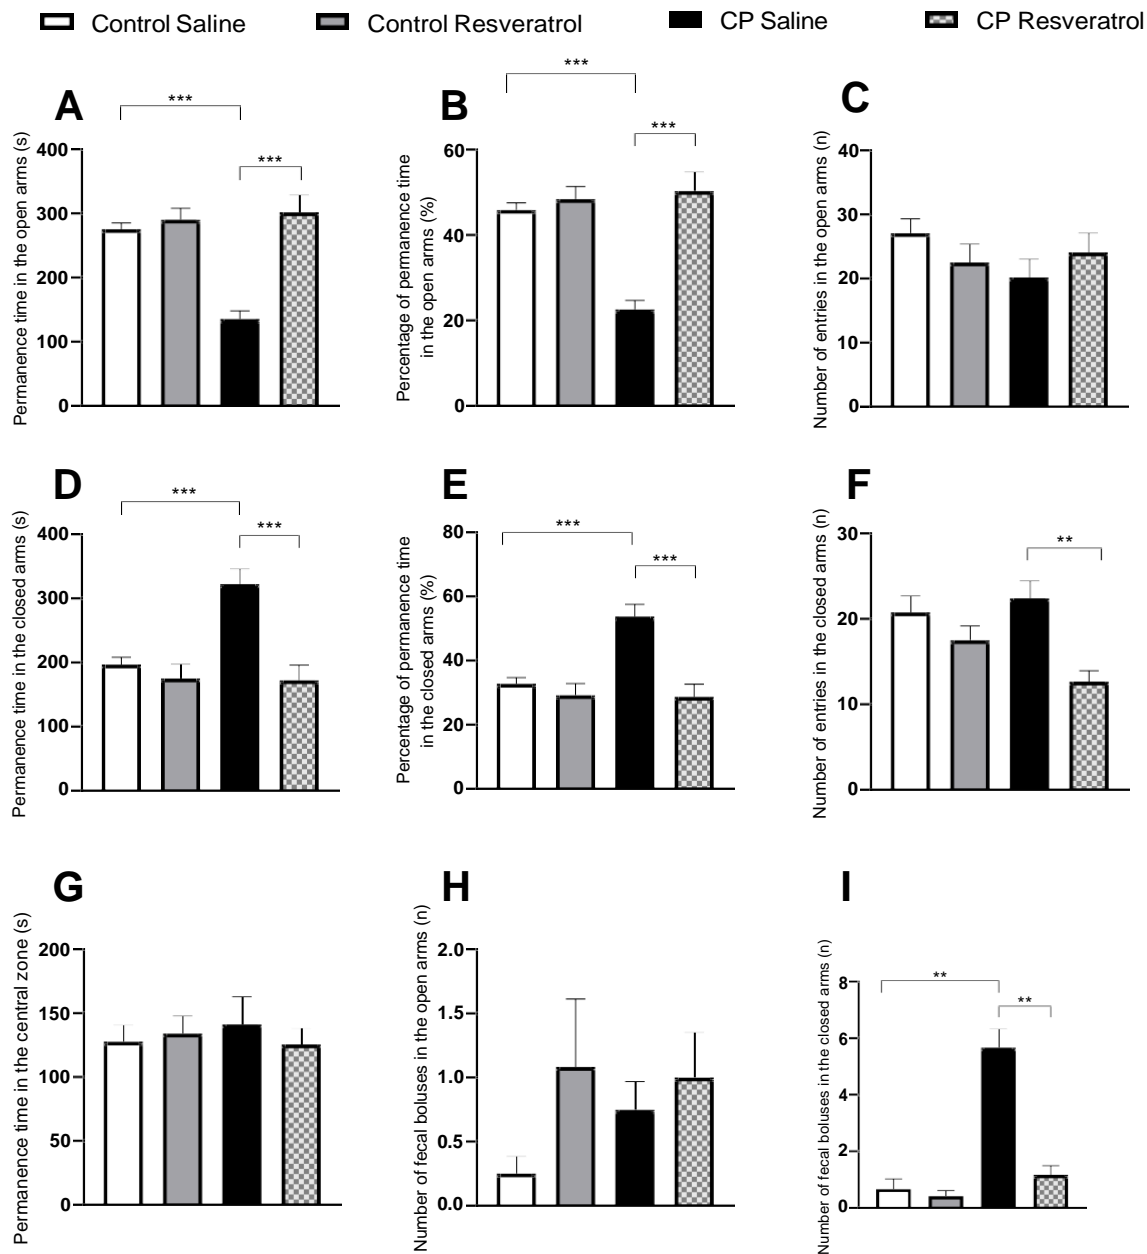 Control Saline
Control Resveratrol
CP Saline
CP Resveratrol
A
Permanence time in the open arms (s)
400
300
200
100
0
***
***
B
Percentage of permanence time
in the open arms (%)
60
40
20
0
***
***
C
Number of entries in the open arms (n)
40
30
20
10
0
D
Permanence time in the closed arms (s)
400
300
200
100
0
***
***
E
Percentage of permanence time
in the closed arms (%)
80
60
40
20
0
***
***
F
Number of entries in the closed arms (n)
30
20
10
0
**
G
Permanence time in the central zone (s)
200
150
100
50
0
H
Number of fecal boluses in the open arms (n)
2.0
1.5
1.0
0.5
0.0
I
Number of fecal boluses in the closed arms (n)
8
6
4
2
0
**
**